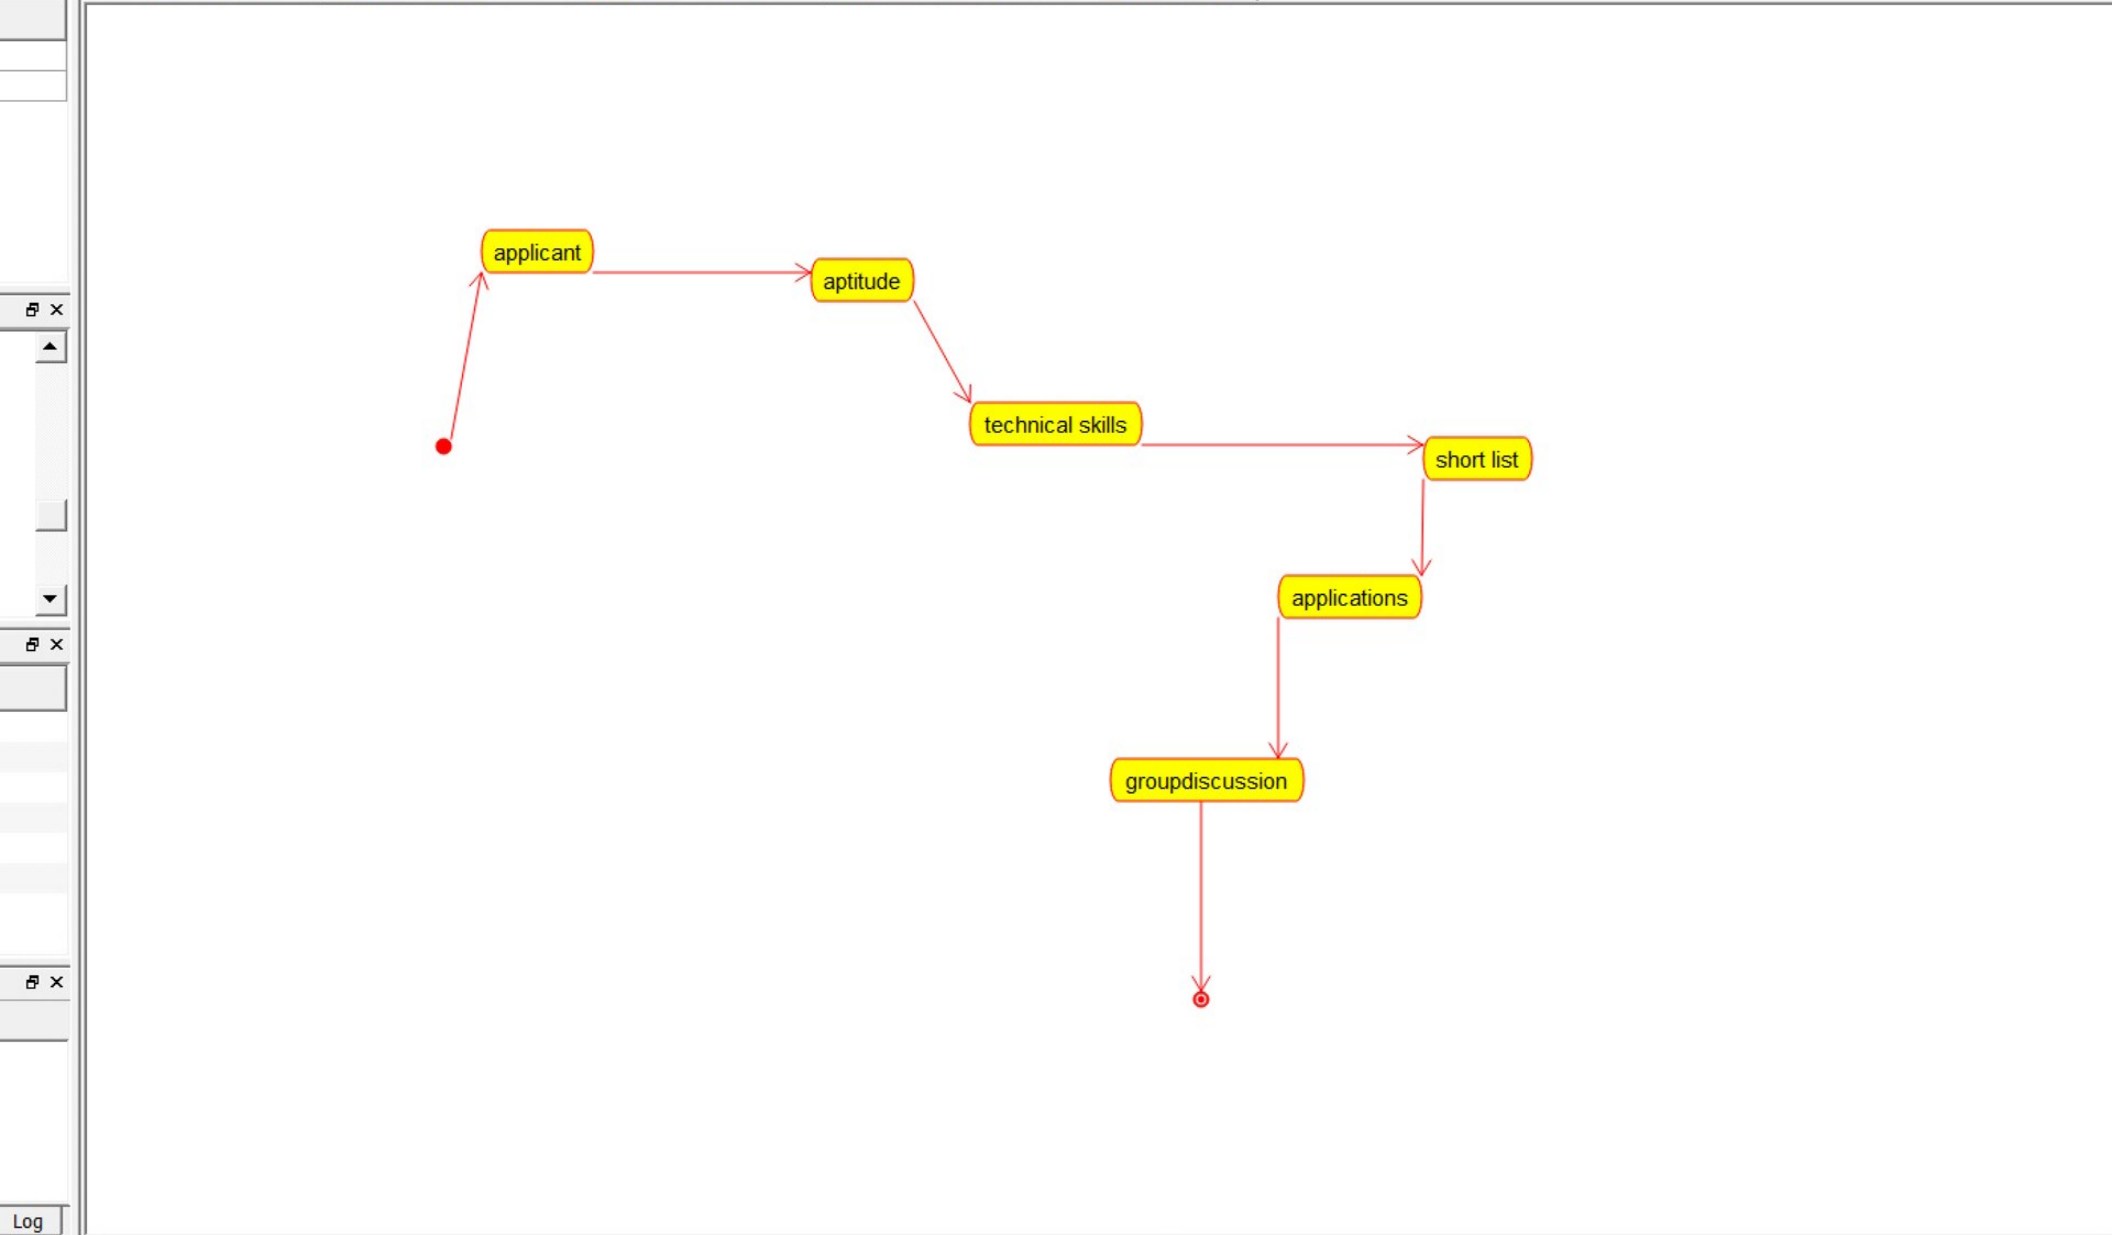 applicant
aptitude
technical skills
short list
applications
groupdiscussion
Log